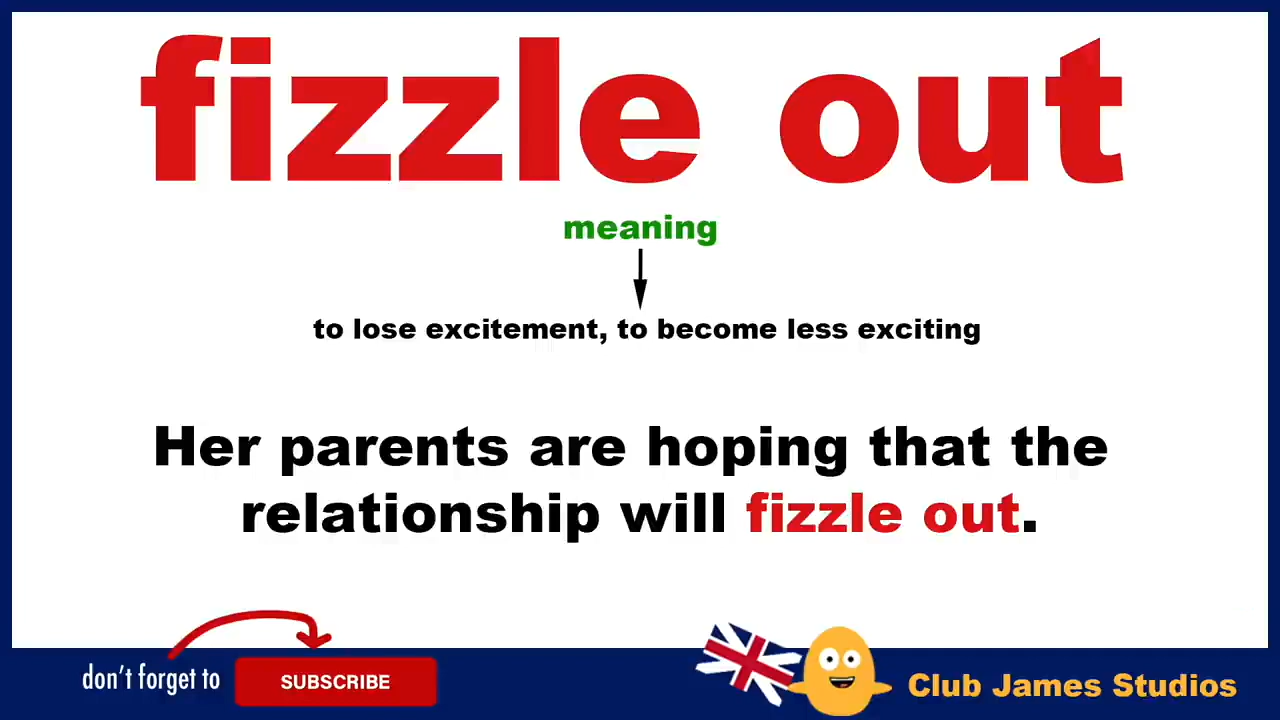 fizzle out
meaning
to lose excitement, to become less exciting
Her parents are hoping that the
relationship will fizzle out.
don't forget to
SUBSCRIBE
Club James Studios